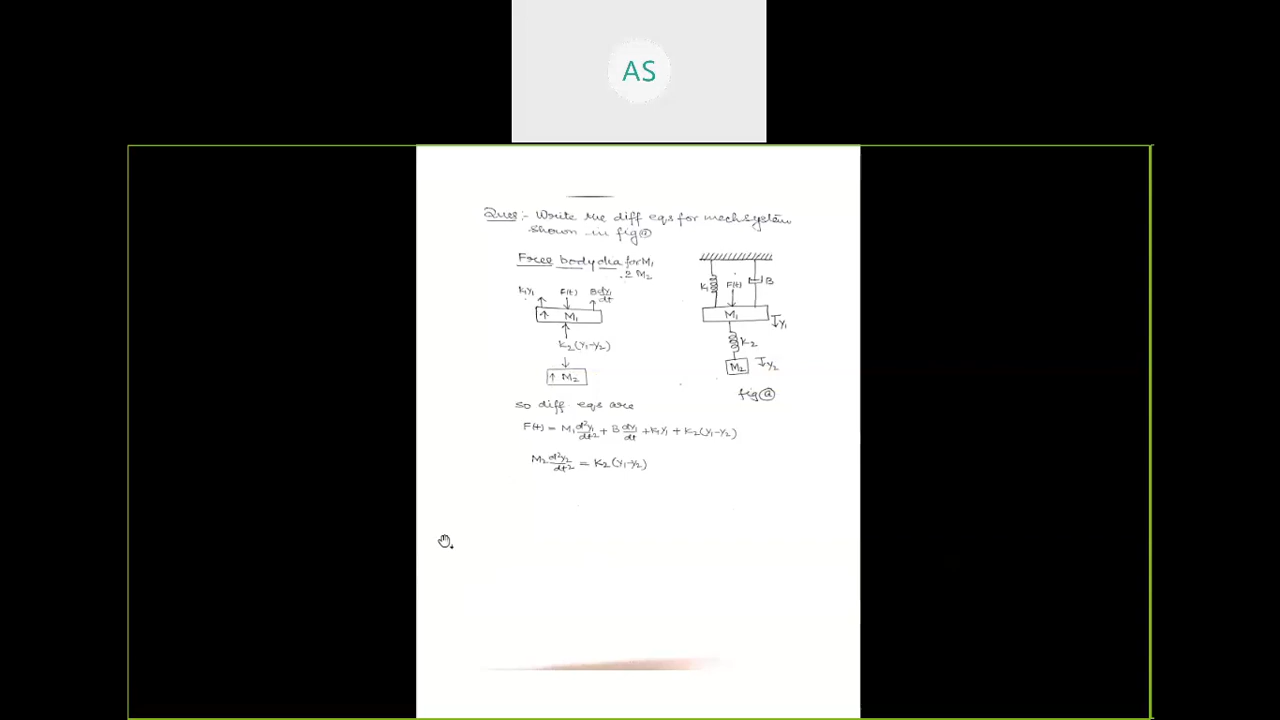 AS
Ques:- Write the diff eqs for mech system
shown in fig ⓐ
Free body dia for M₁
& M₂
K₁y₁ F(t) B dy₁/dt
M₁
K₂(y₁-y₂)
M₂
K₁ F(t) B
M₁
y₁
K₂
M₂ y₂
fig ⓐ
so diff eqs are
F(t) = M₁ d²y₁/dt² + B dy₁/dt + K₁y₁ + K₂(y₁-y₂)
M₂ d²y₂/dt² = K₂(y₁-y₂)